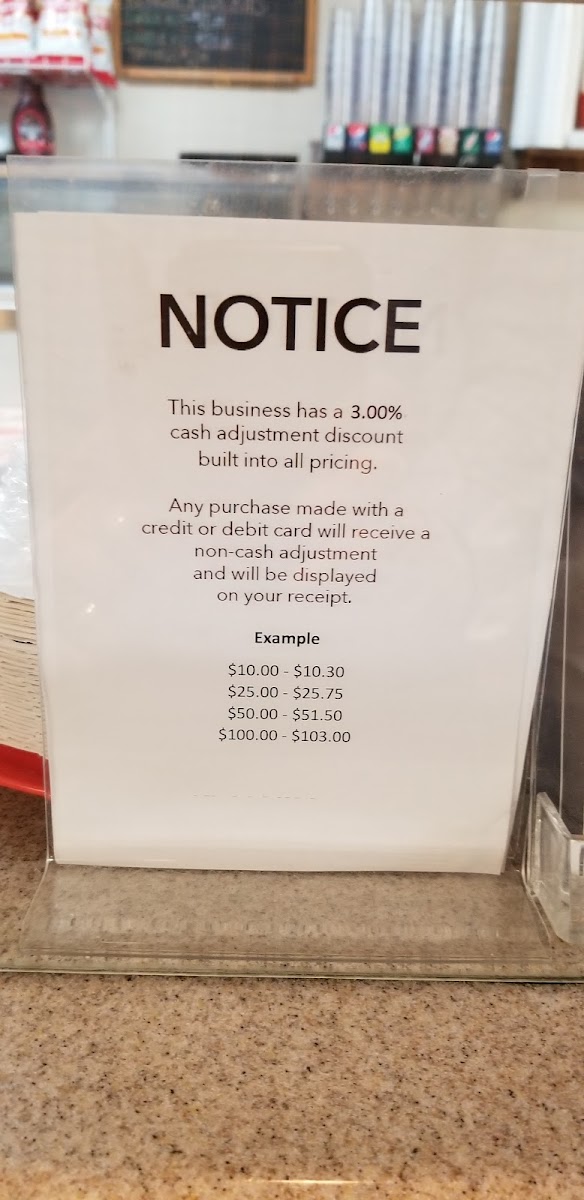 NOTICE
This business has a 3.00%
cash adjustment discount
built into all pricing.
Any purchase made with a
credit or debit card will receive a
non-cash adjustment
and will be displayed
on your receipt.
Example
$10.00 - $10.30
$25.00 - $25.75
$50.00 - $51.50
$100.00 - $103.00